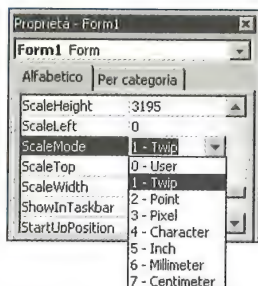 Proprietà - Form1
Form1 Form
Alfabetico Per categoria
ScaleHeight 3195
ScaleLeft 0
ScaleMode 1 - Twip
ScaleTop 0 - User
ScaleWidth 1 - Twip
ShowInTaskbar 2 - Point
StartUpPosition 3 - Pixel
4 - Character
5 - Inch
6 - Millimeter
7 - Centimeter